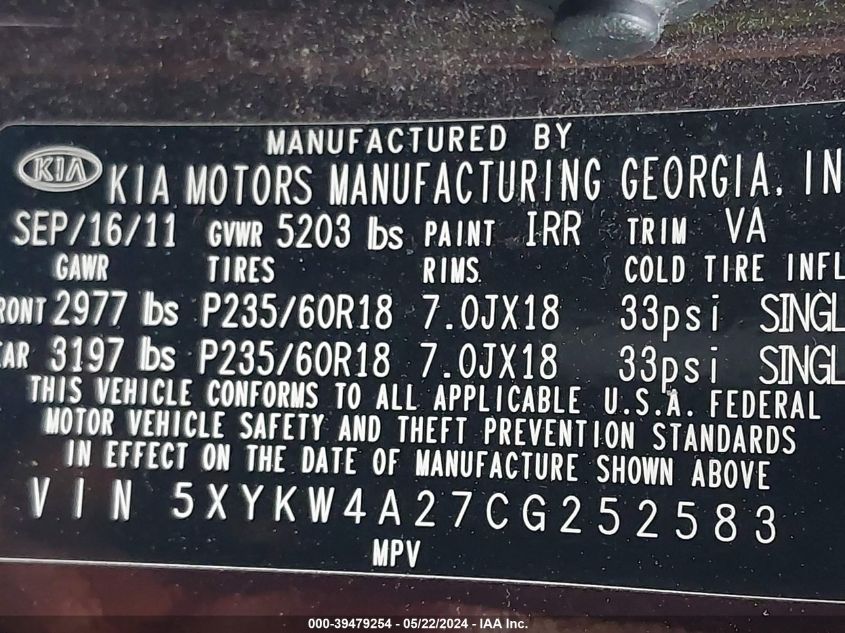 MANUFACTURED BY
KIA KIA MOTORS MANUFACTURING GEORGIA, IN
SEP/16/11 GVWR 5203 lbs PAINT IRR TRIM VA
GAWR TIRES RIMS COLD TIRE INFL
RONT 2977 lbs P235/60R18 7.0JX18 33psi SINGL
AR 3197 lbs P235/60R18 7.0JX18 33psi SINGL
THIS VEHICLE CONFORMS TO ALL APPLICABLE U.S.A. FEDERAL
MOTOR VEHICLE SAFETY AND THEFT PREVENTION STANDARDS
IN EFFECT ON THE DATE OF MANUFACTURE SHOWN ABOVE
VIN 5XYKW4A27CG252583
MPV
000-39479254 - 05/22/2024 - IAA Inc.